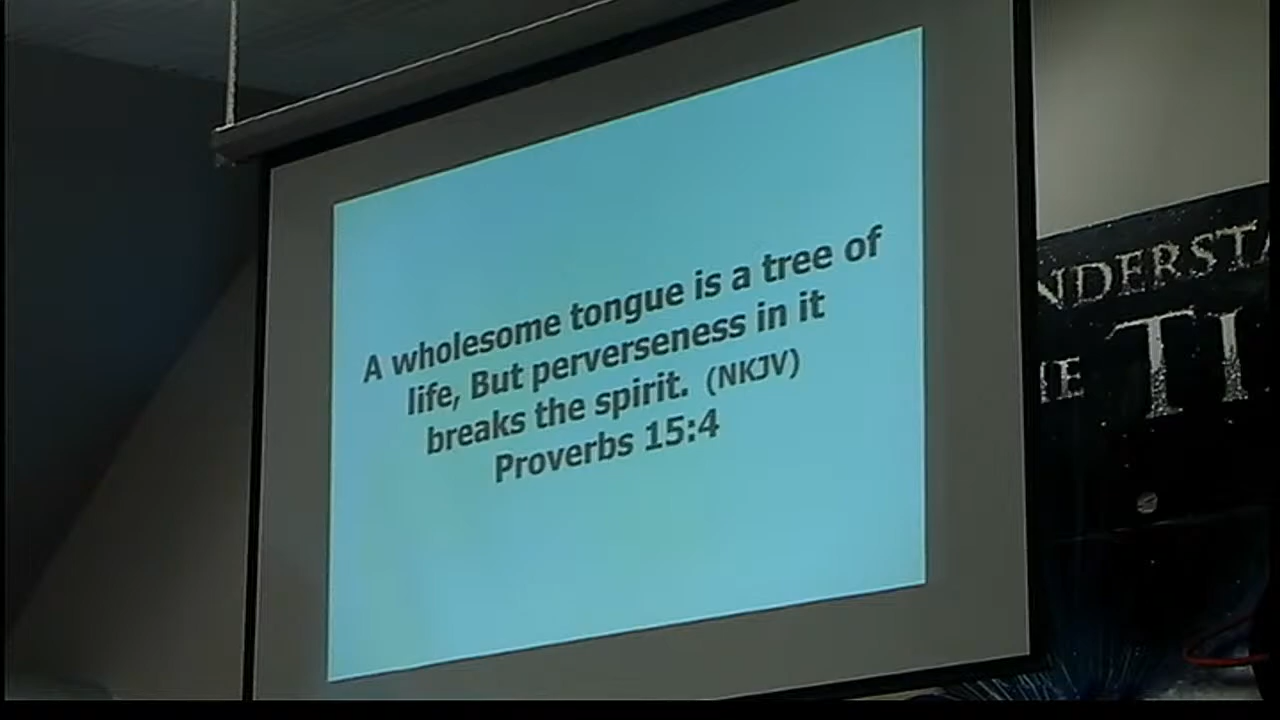 A wholesome tongue is a tree of
life, But perverseness in it
breaks the spirit. (NKJV)
Proverbs 15:4
NDERSTA
HE TI